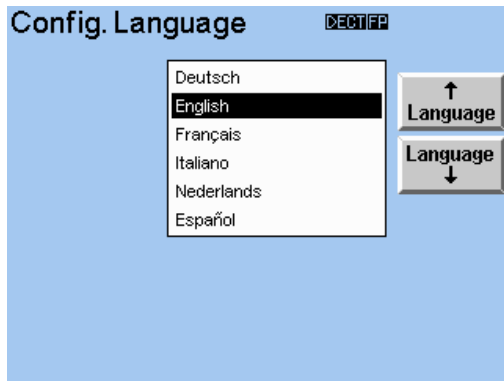 Config. Language DECT FP
Deutsch
English
Français
Italiano
Nederlands
Español
↑
Language
Language
↓